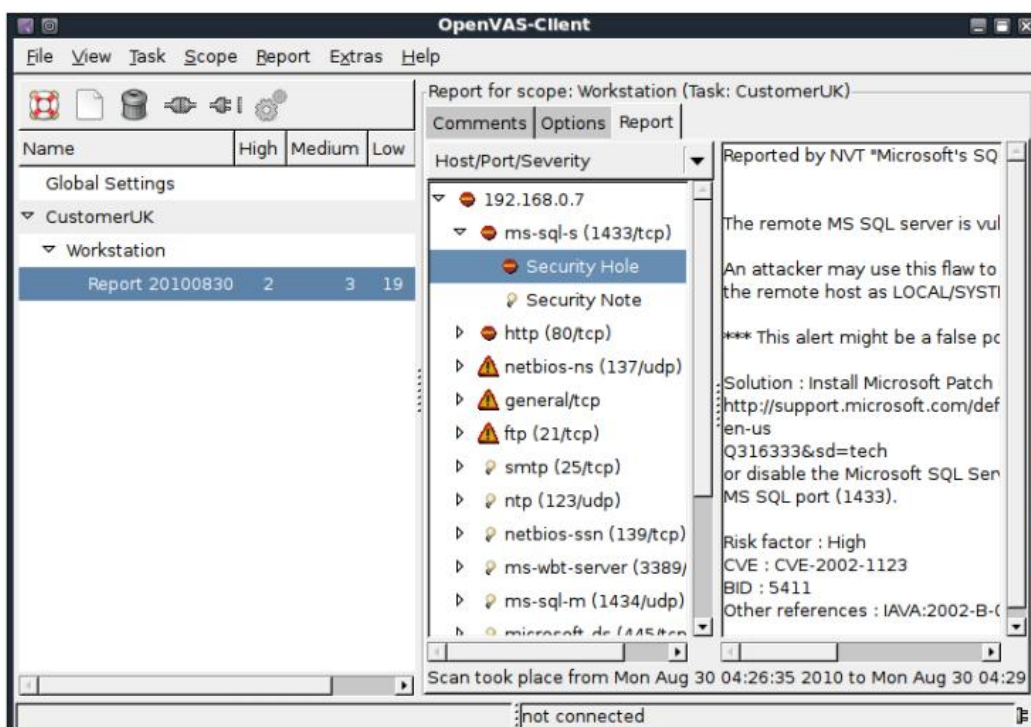 OpenVAS-Client
File View Task Scope Report Extras Help
Name High Medium Low
Global Settings
CustomerUK
Workstation
Report 20100830 2 3 19
Report for scope: Workstation (Task: CustomerUK)
Comments Options Report
Host/Port/Severity
192.168.0.7
ms-sql-s (1433/tcp)
Security Hole
Security Note
http (80/tcp)
netbios-ns (137/udp)
general/tcp
ftp (21/tcp)
smtp (25/tcp)
ntp (123/udp)
netbios-ssn (139/tcp)
ms-wbt-server (3389/
ms-sql-m (1434/udp)
microsoft-ds (445/tcp
Reported by NVT "Microsoft's SQ
The remote MS SQL server is vul
An attacker may use this flaw to
the remote host as LOCAL/SYSTE
*** This alert might be a false po
Solution : Install Microsoft Patch
http://support.microsoft.com/def
en-us
Q316333&sd=tech
or disable the Microsoft SQL Ser
MS SQL port (1433).
Risk factor : High
CVE : CVE-2002-1123
BID : 5411
Other references : IAVA:2002-B-0
Scan took place from Mon Aug 30 04:26:35 2010 to Mon Aug 30 04:29
not connected